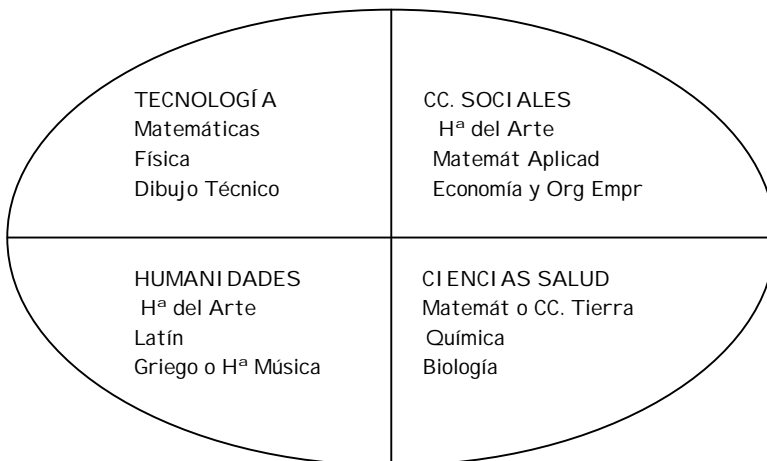 TECNOLOGÍA
Matemáticas
Física
Dibujo Técnico
CC. SOCIALES
Hª del Arte
Matemát Aplicad
Economía y Org Empr
HUMANIDADES
Hª del Arte
Latín
Griego o Hª Música
CIENCIAS SALUD
Matemát o CC. Tierra
Química
Biología